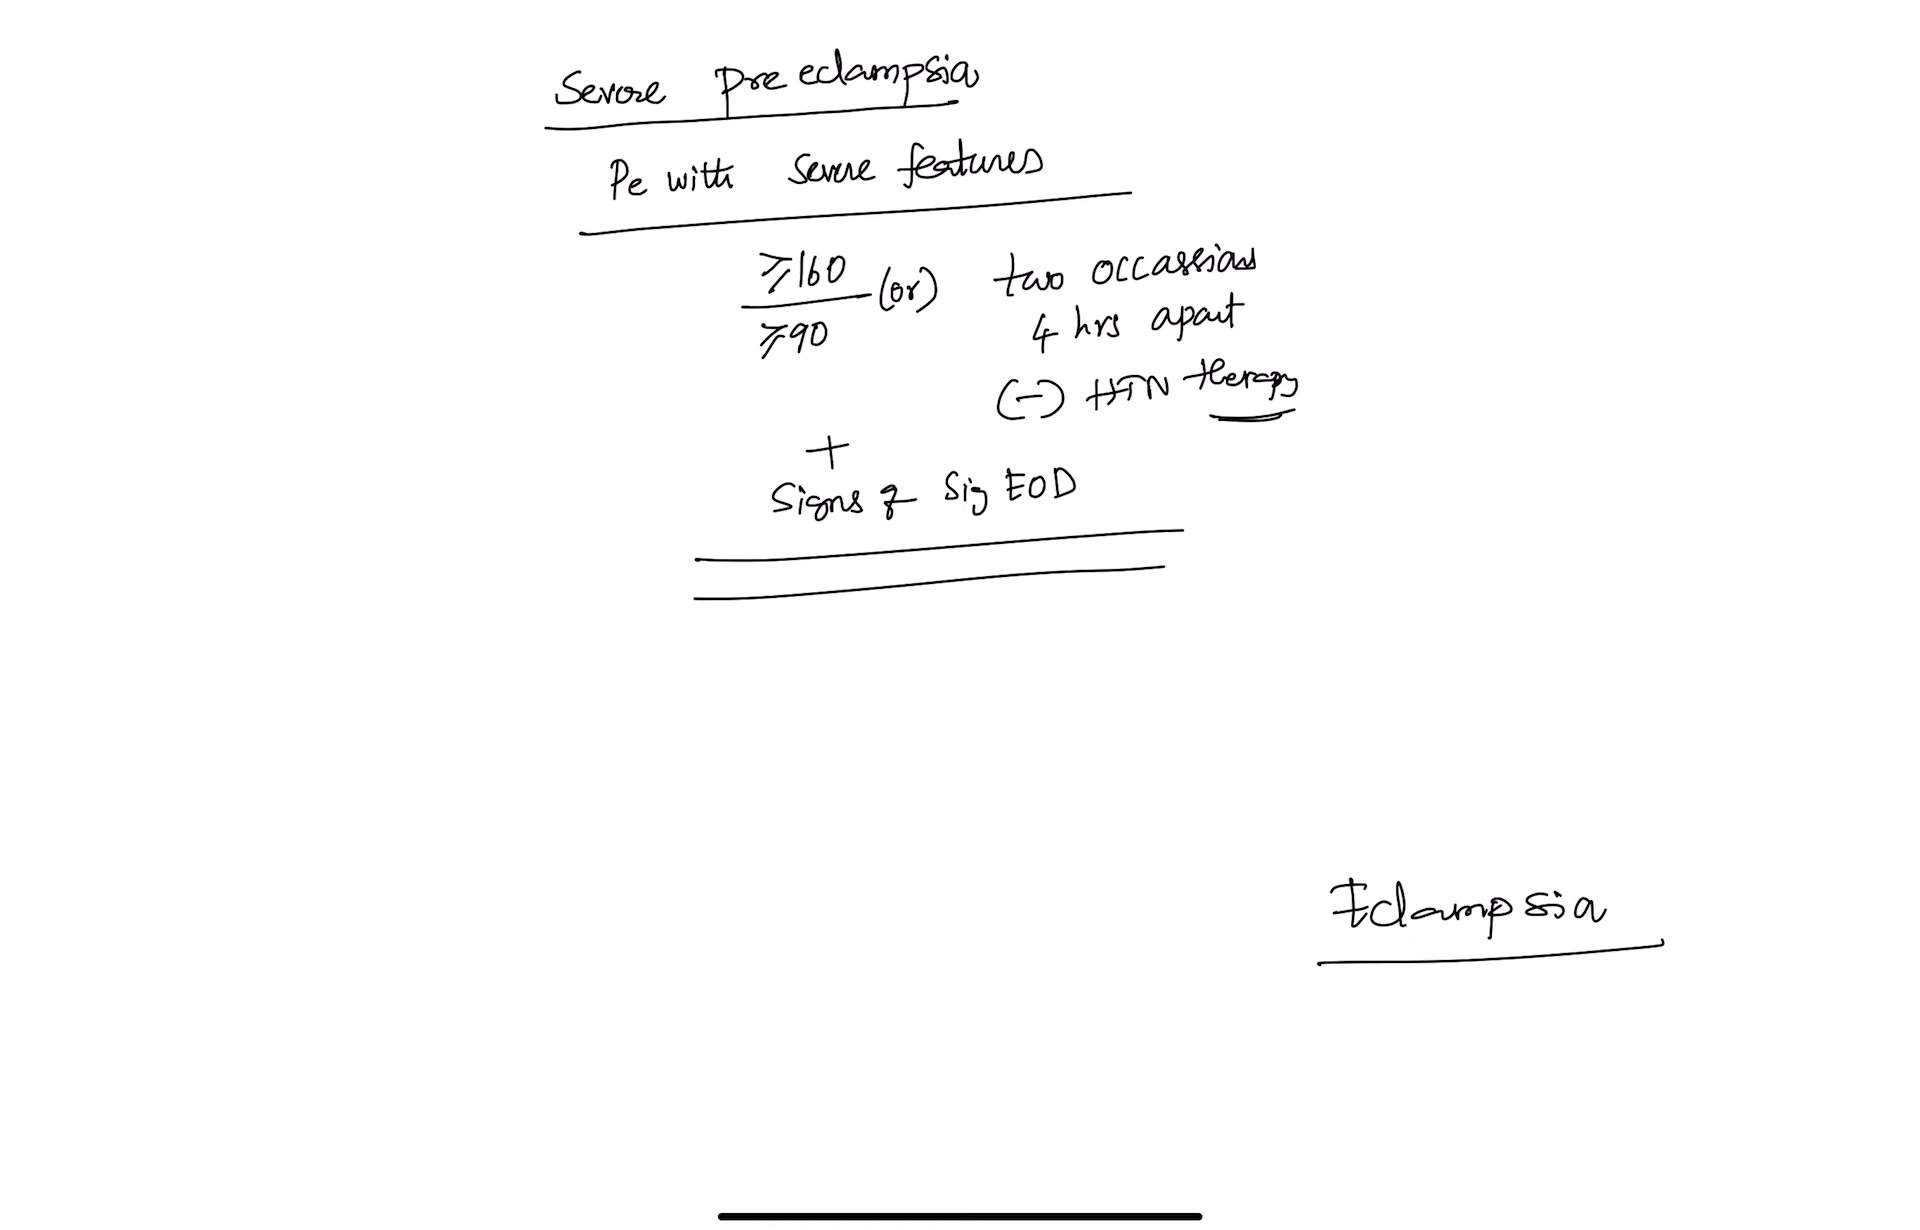 Severe Pre eclampsia
Pe with severe features
≥160 (or) two occassions
≥90 4 hrs apart
(-) HTN therapy
+
Signs of Sig EOD
Eclampsia